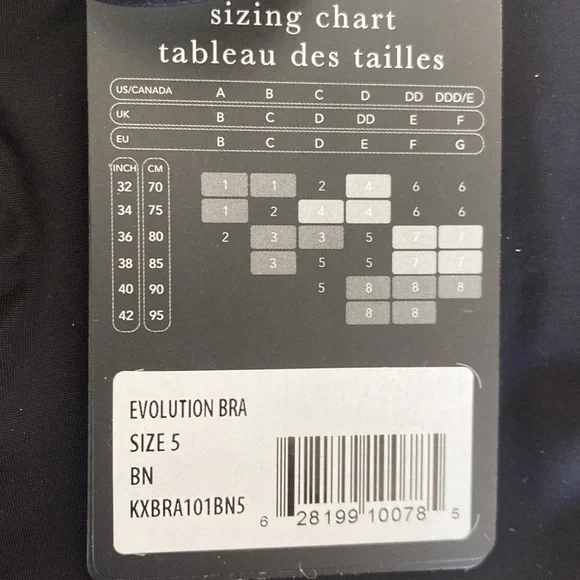 sizing chart
tableau des tailles
US/CANADA A B C D DD DDD/E
UK B C D DD E F
EU B C D E F G
INCH CM
32 70 1 1 2 4 6 6
34 75 1 2 4 4 6 6
36 80 2 3 3 5 7 7
38 85 3 5 5 7 7
40 90 5 8 8 8
42 95 8 8
EVOLUTION BRA
SIZE 5
BN
KXBRA101BN5
6 28199 10078 5